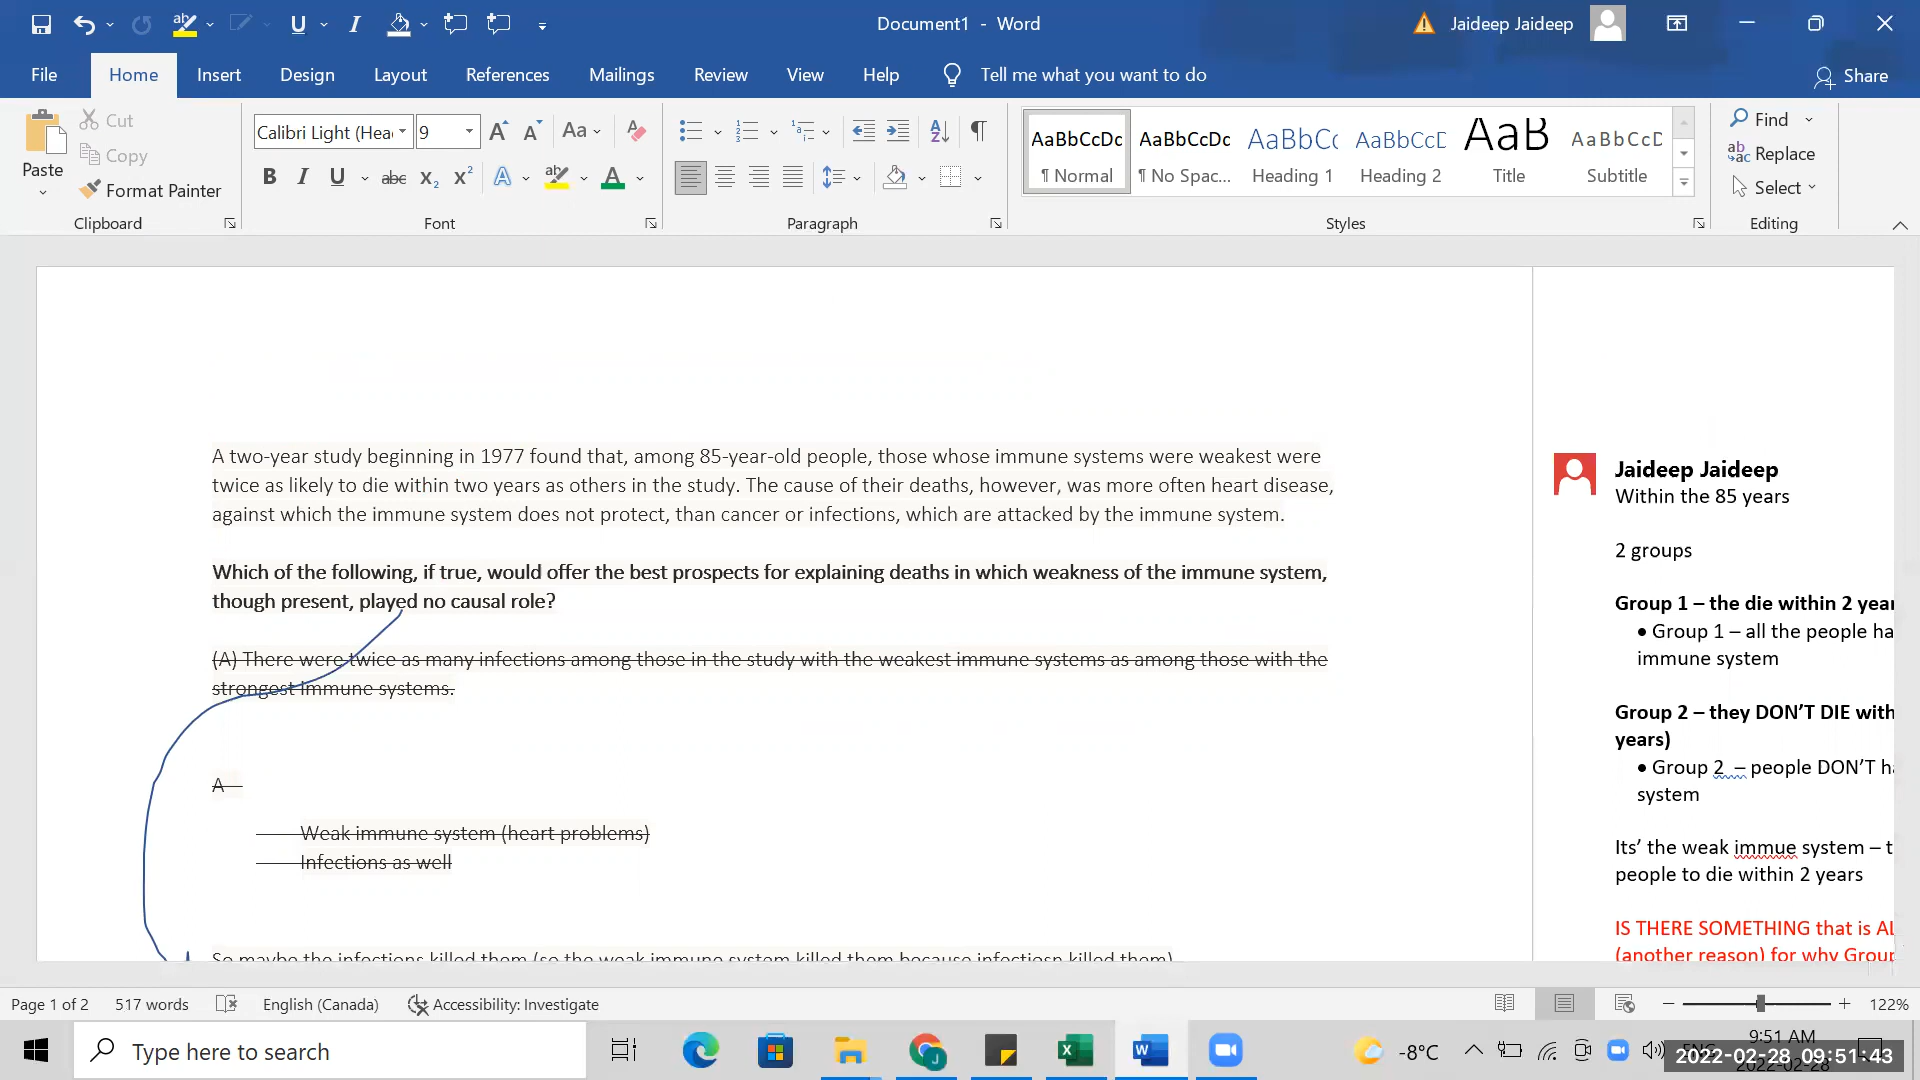 Document1 - Word
Jaideep Jaideep
File
Home
Insert
Design
Layout
References
Mailings
Review
View
Help
Tell me what you want to do
Share
Paste
Cut
Copy
Format Painter
Clipboard
Calibri Light (Hea
9
Font
Paragraph
AaBbCcDc
¶ Normal
AaBbCcDc
¶ No Spac...
AaBbCc
Heading 1
AaBbCcD
Heading 2
AaB
Title
AaBbCcD
Subtitle
Styles
Find
Replace
Select
Editing
A two-year study beginning in 1977 found that, among 85-year-old people, those whose immune systems were weakest were
twice as likely to die within two years as others in the study. The cause of their deaths, however, was more often heart disease,
against which the immune system does not protect, than cancer or infections, which are attacked by the immune system.
Which of the following, if true, would offer the best prospects for explaining deaths in which weakness of the immune system,
though present, played no causal role?
(A) There were twice as many infections among those in the study with the weakest immune systems as among those with the
strongest immune systems.
A
Weak immune system (heart problems)
Infections as well
So maybe the infections killed them (so the weak immune system killed them because infectiosn killed them)
Jaideep Jaideep
Within the 85 years
2 groups
Group 1 – the die within 2 year
• Group 1 – all the people ha
immune system
Group 2 – they DON'T DIE with
years)
• Group 2 – people DON'T ha
system
Its' the weak immue system – t
people to die within 2 years
IS THERE SOMETHING that is AL
(another reason) for why Group
Page 1 of 2
517 words
English (Canada)
Accessibility: Investigate
122%
Type here to search
-8°C
9:51 AM
2022-02-28 09:51:43